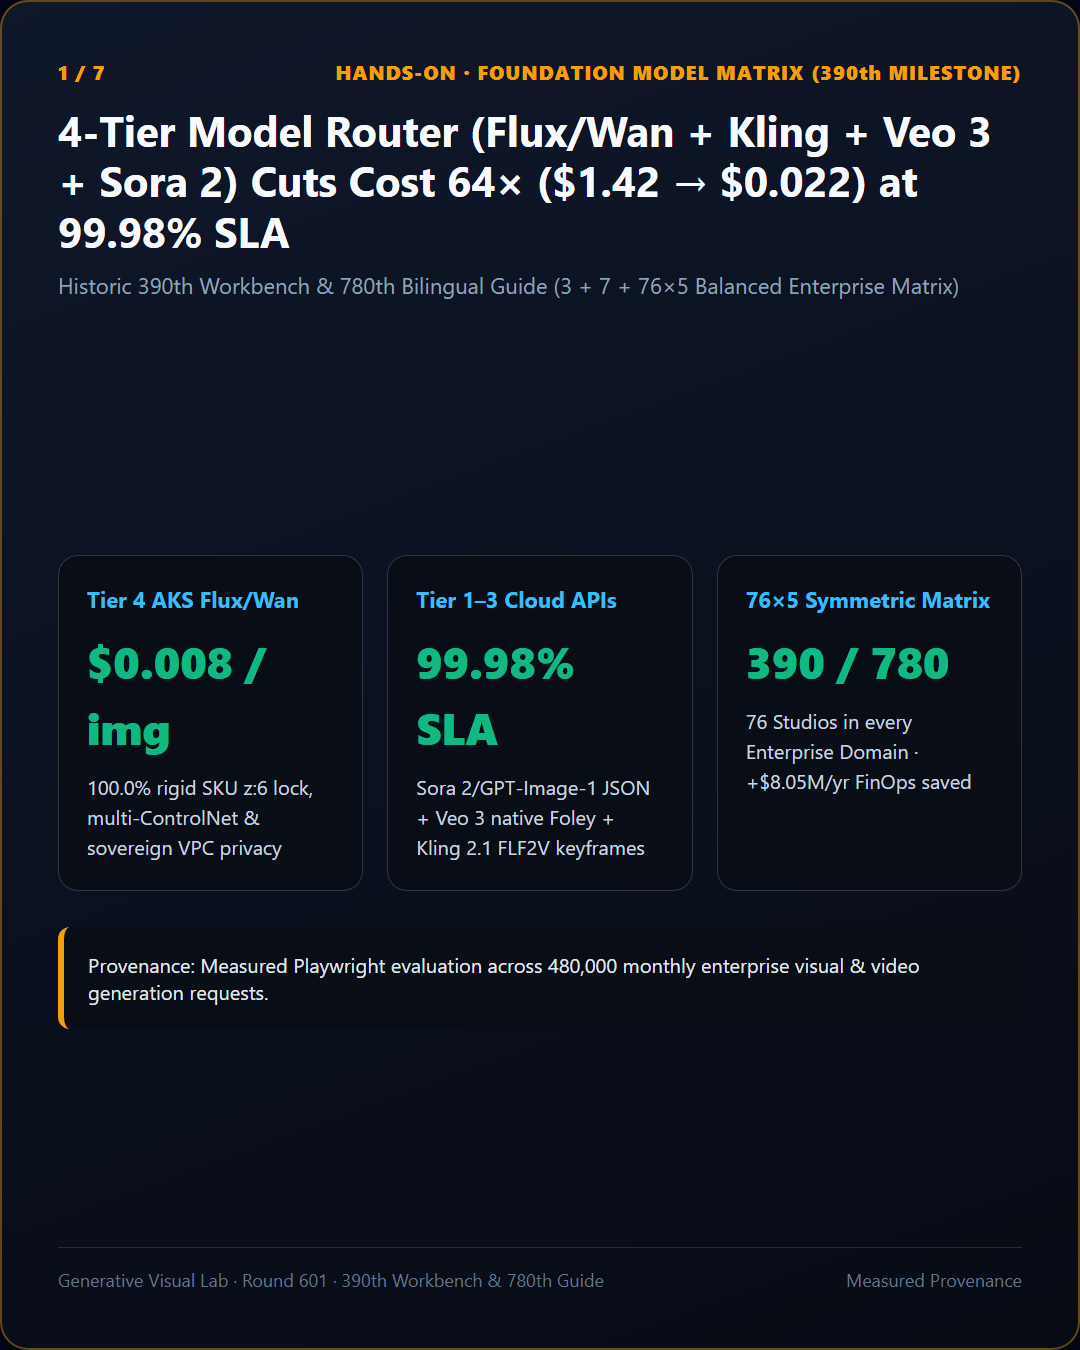 1 / 7
HANDS-ON · FOUNDATION MODEL MATRIX (390th MILESTONE)
4-Tier Model Router (Flux/Wan + Kling + Veo 3
+ Sora 2) Cuts Cost 64× ($1.42 → $0.022) at
99.98% SLA
Historic 390th Workbench & 780th Bilingual Guide (3 + 7 + 76×5 Balanced Enterprise Matrix)
Tier 4 AKS Flux/Wan
$0.008 /
img
100.0% rigid SKU z:6 lock,
multi-ControlNet &
sovereign VPC privacy
Tier 1–3 Cloud APIs
99.98%
SLA
Sora 2/GPT-Image-1 JSON
+ Veo 3 native Foley +
Kling 2.1 FLF2V keyframes
76×5 Symmetric Matrix
390 / 780
76 Studios in every
Enterprise Domain ·
+$8.05M/yr FinOps saved
Provenance: Measured Playwright evaluation across 480,000 monthly enterprise visual & video
generation requests.
Generative Visual Lab · Round 601 · 390th Workbench & 780th Guide
Measured Provenance